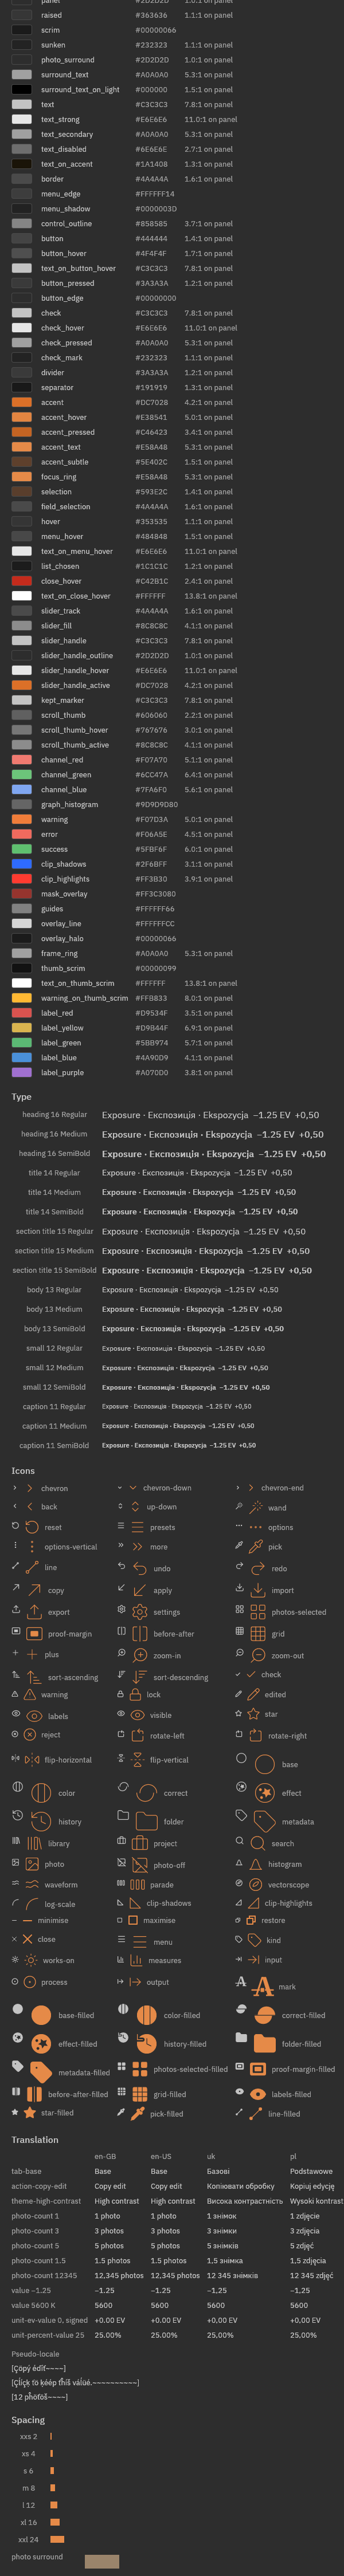 raised #363636 1.1:1 on panel
scrim #00000066
sunken #232323 1.1:1 on panel
photo_surround #2D2D2D 1.0:1 on panel
surround_text #A0A0A0 5.3:1 on panel
surround_text_on_light #000000 1.5:1 on panel
text #C3C3C3 7.8:1 on panel
text_strong #E6E6E6 11.0:1 on panel
text_secondary #A0A0A0 5.3:1 on panel
text_disabled #6E6E6E 2.7:1 on panel
text_on_accent #1A1408 1.3:1 on panel
border #4A4A4A 1.6:1 on panel
menu_edge #FFFFFF14
menu_shadow #0000003D
control_outline #858585 3.7:1 on panel
button #444444 1.4:1 on panel
button_hover #4F4F4F 1.7:1 on panel
text_on_button_hover #C3C3C3 7.8:1 on panel
button_pressed #3A3A3A 1.2:1 on panel
button_edge #00000000
check #C3C3C3 7.8:1 on panel
check_hover #E6E6E6 11.0:1 on panel
check_pressed #A0A0A0 5.3:1 on panel
check_mark #232323 1.1:1 on panel
divider #3A3A3A 1.2:1 on panel
separator #191919 1.3:1 on panel
accent #DC7028 4.2:1 on panel
accent_hover #E38541 5.0:1 on panel
accent_pressed #C46423 3.4:1 on panel
accent_text #E58A48 5.3:1 on panel
accent_subtle #5E402C 1.5:1 on panel
focus_ring #E58A48 5.3:1 on panel
selection #593E2C 1.4:1 on panel
field_selection #4A4A4A 1.6:1 on panel
hover #353535 1.1:1 on panel
menu_hover #484848 1.5:1 on panel
text_on_menu_hover #E6E6E6 11.0:1 on panel
list_chosen #1C1C1C 1.2:1 on panel
close_hover #C42B1C 2.4:1 on panel
text_on_close_hover #FFFFFF 13.8:1 on panel
slider_track #4A4A4A 1.6:1 on panel
slider_fill #8C8C8C 4.1:1 on panel
slider_handle #C3C3C3 7.8:1 on panel
slider_handle_outline #2D2D2D 1.0:1 on panel
slider_handle_hover #E6E6E6 11.0:1 on panel
slider_handle_active #DC7028 4.2:1 on panel
kept_marker #C3C3C3 7.8:1 on panel
scroll_thumb #606060 2.2:1 on panel
scroll_thumb_hover #767676 3.0:1 on panel
scroll_thumb_active #8C8C8C 4.1:1 on panel
channel_red #F07A70 5.1:1 on panel
channel_green #6CC47A 6.4:1 on panel
channel_blue #7FA6F0 5.6:1 on panel
graph_histogram #9D9D9D80
warning #F07D3A 5.0:1 on panel
error #F06A5E 4.5:1 on panel
success #5FBF6F 6.0:1 on panel
clip_shadows #2F6BFF 3.1:1 on panel
clip_highlights #FF3B30 3.9:1 on panel
mask_overlay #FF3C3080
guides #FFFFFF66
overlay_line #FFFFFFCC
overlay_halo #00000066
frame_ring #A0A0A0 5.3:1 on panel
thumb_scrim #00000099
text_on_thumb_scrim #FFFFFF 13.8:1 on panel
warning_on_thumb_scrim #FFB833 8.0:1 on panel
label_red #D9534F 3.5:1 on panel
label_yellow #D9B44F 6.9:1 on panel
label_green #5BB974 5.7:1 on panel
label_blue #4A90D9 4.1:1 on panel
label_purple #A070D0 3.8:1 on panel
Type
heading 16 Regular Exposure · Експозиція · Ekspozycja −1.25 EV +0,50
heading 16 Medium Exposure · Експозиція · Ekspozycja −1.25 EV +0,50
heading 16 SemiBold Exposure · Експозиція · Ekspozycja −1.25 EV +0,50
title 14 Regular Exposure · Експозиція · Ekspozycja −1.25 EV +0,50
title 14 Medium Exposure · Експозиція · Ekspozycja −1.25 EV +0,50
title 14 SemiBold Exposure · Експозиція · Ekspozycja −1.25 EV +0,50
section title 15 Regular Exposure · Експозиція · Ekspozycja −1.25 EV +0,50
section title 15 Medium Exposure · Експозиція · Ekspozycja −1.25 EV +0,50
section title 15 SemiBold Exposure · Експозиція · Ekspozycja −1.25 EV +0,50
body 13 Regular Exposure · Експозиція · Ekspozycja −1.25 EV +0,50
body 13 Medium Exposure · Експозиція · Ekspozycja −1.25 EV +0,50
body 13 SemiBold Exposure · Експозиція · Ekspozycja −1.25 EV +0,50
small 12 Regular Exposure · Експозиція · Ekspozycja −1.25 EV +0,50
small 12 Medium Exposure · Експозиція · Ekspozycja −1.25 EV +0,50
small 12 SemiBold Exposure · Експозиція · Ekspozycja −1.25 EV +0,50
caption 11 Regular Exposure · Експозиція · Ekspozycja −1.25 EV +0,50
caption 11 Medium Exposure · Експозиція · Ekspozycja −1.25 EV +0,50
caption 11 SemiBold Exposure · Експозиція · Ekspozycja −1.25 EV +0,50
Icons
chevron chevron-down chevron-end
back up-down wand
reset presets options
options-vertical more pick
line undo redo
copy apply import
export settings photos-selected
proof-margin before-after grid
plus zoom-in zoom-out
sort-ascending sort-descending check
warning lock edited
labels visible star
reject rotate-left rotate-right
flip-horizontal flip-vertical base
color correct effect
history folder metadata
library project search
photo photo-off histogram
waveform parade vectorscope
log-scale clip-shadows clip-highlights
minimise maximise restore
close menu kind
works-on measures input
process output mark
base-filled color-filled correct-filled
effect-filled history-filled folder-filled
metadata-filled photos-selected-filled proof-margin-filled
before-after-filled grid-filled labels-filled
star-filled pick-filled line-filled
Translation
en-GB en-US uk pl
tab-base Base Base Базові Podstawowe
action-copy-edit Copy edit Copy edit Копіювати обробку Kopiuj edycję
theme-high-contrast High contrast High contrast Висока контрастність Wysoki kontrast
photo-count 1 1 photo 1 photo 1 знімок 1 zdjęcie
photo-count 3 3 photos 3 photos 3 знімки 3 zdjęcia
photo-count 5 5 photos 5 photos 5 знімків 5 zdjęć
photo-count 1.5 1.5 photos 1.5 photos 1,5 знімка 1,5 zdjęcia
photo-count 12345 12,345 photos 12,345 photos 12 345 знімків 12 345 zdjęć
value −1.25 −1.25 −1.25 −1,25 −1,25
value 5600 K 5600 5600 5600 5600
unit-ev-value 0, signed +0.00 EV +0.00 EV +0,00 EV +0,00 EV
unit-percent-value 25 25.00% 25.00% 25,00% 25,00%
Pseudo-locale
Spacing
xxs 2
xs 4
s 6
m 8
l 12
xl 16
xxl 24
photo surround